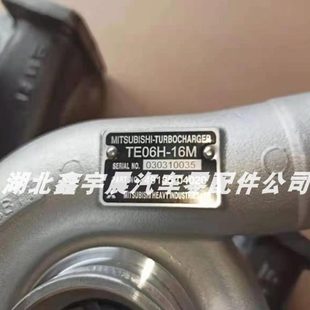 MITSUBISHI-TURBOCHARGER
TE06H-16M
SERIAL NO. 030310035
湖北鑫宇晨汽车零配件公司
MITSUBISHI HEAVY INDUSTRIES